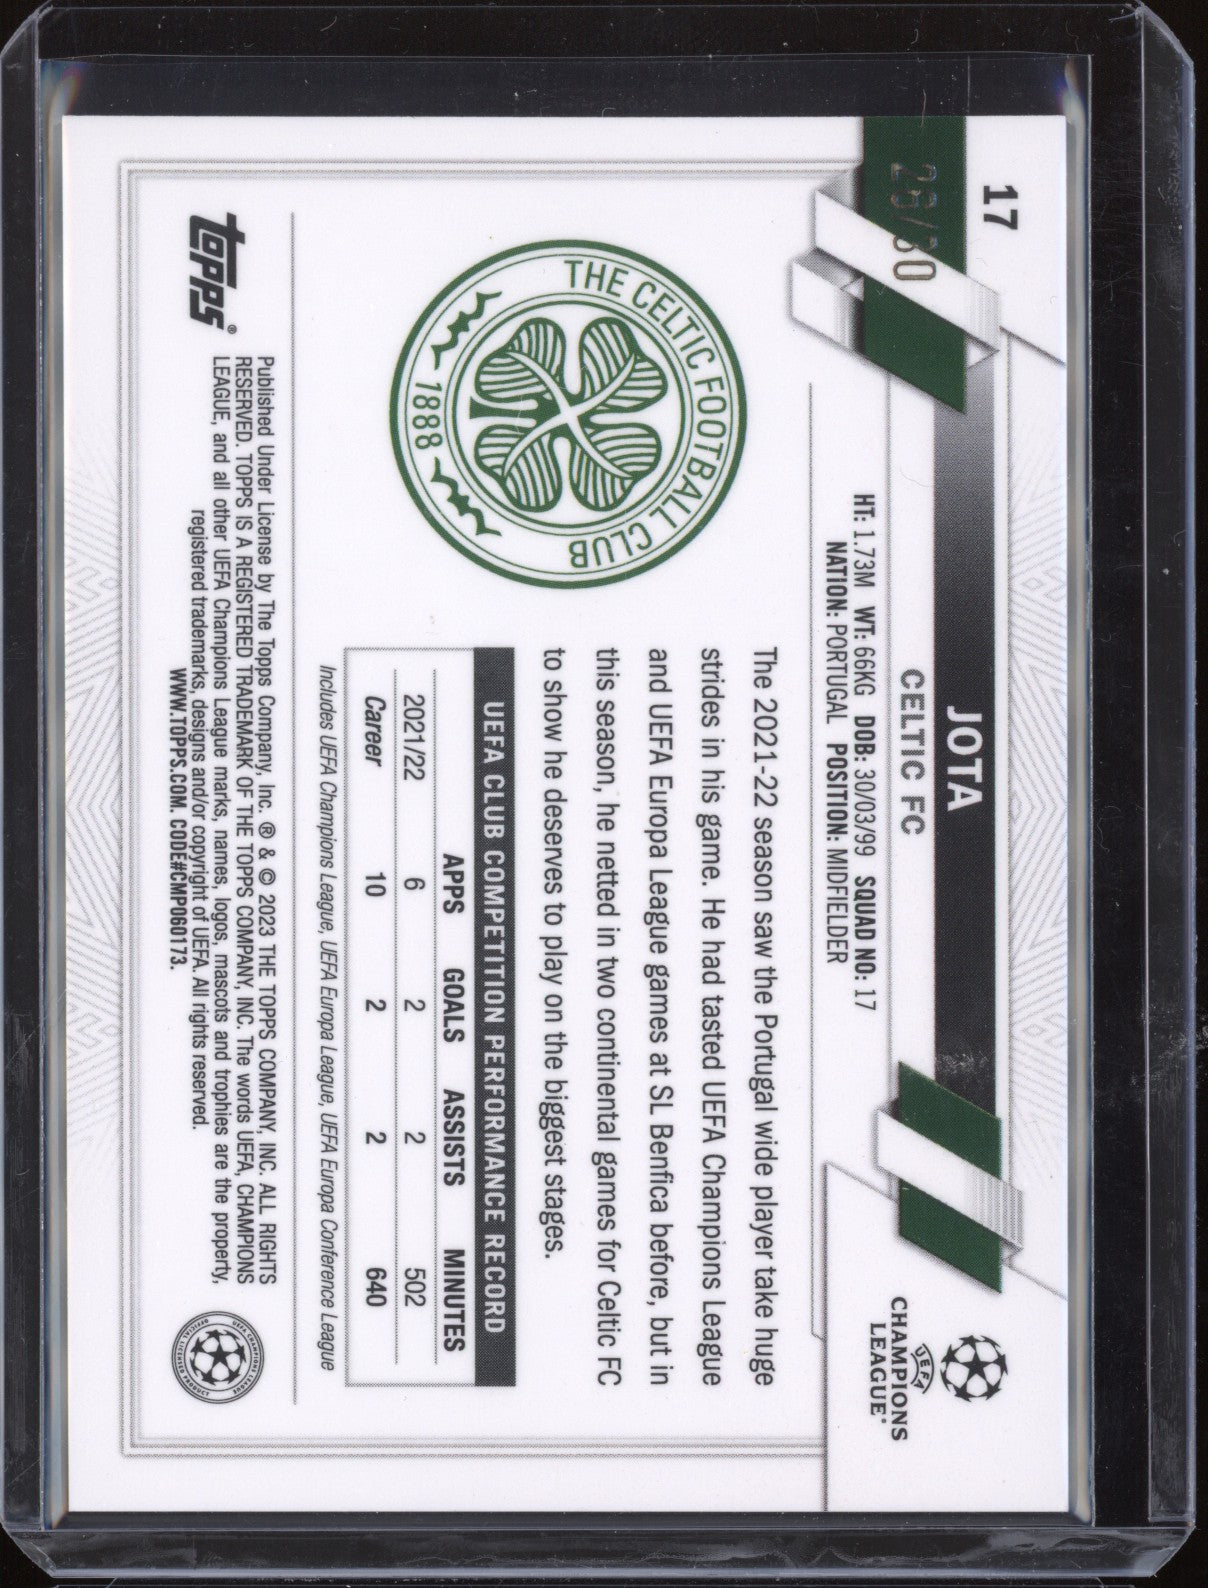 17
26/30
JOTA
CELTIC FC
HT: 1.73M WT: 66KG DOB: 30/03/99 SQUAD NO: 17
NATION: PORTUGAL POSITION: MIDFIELDER
UEFA
CHAMPIONS
LEAGUE®
THE CELTIC FOOTBALL CLUB
1888
The 2021-22 season saw the Portugal wide player take huge
strides in his game. He had tasted UEFA Champions League
and UEFA Europa League games at SL Benfica before, but in
this season, he netted in two continental games for Celtic FC
to show he deserves to play on the biggest stages.
UEFA CLUB COMPETITION PERFORMANCE RECORD
APPS GOALS ASSISTS MINUTES
2021/22 6 2 2 502
Career 10 2 2 640
Includes UEFA Champions League, UEFA Europa League, UEFA Europa Conference League
topps®
Published Under License by The Topps Company, Inc. ® & © 2023 THE TOPPS COMPANY, INC. ALL RIGHTS
RESERVED. TOPPS IS A REGISTERED TRADEMARK OF THE TOPPS COMPANY, INC. The words UEFA, CHAMPIONS
LEAGUE, and all other UEFA Champions League marks, names, logos, mascots and trophies are the property,
registered trademarks, designs and/or copyright of UEFA. All rights reserved.
WWW.TOPPS.COM. CODE#CMP060173.
UEFA CHAMPIONS LEAGUE
OFFICIAL LICENSED PRODUCT